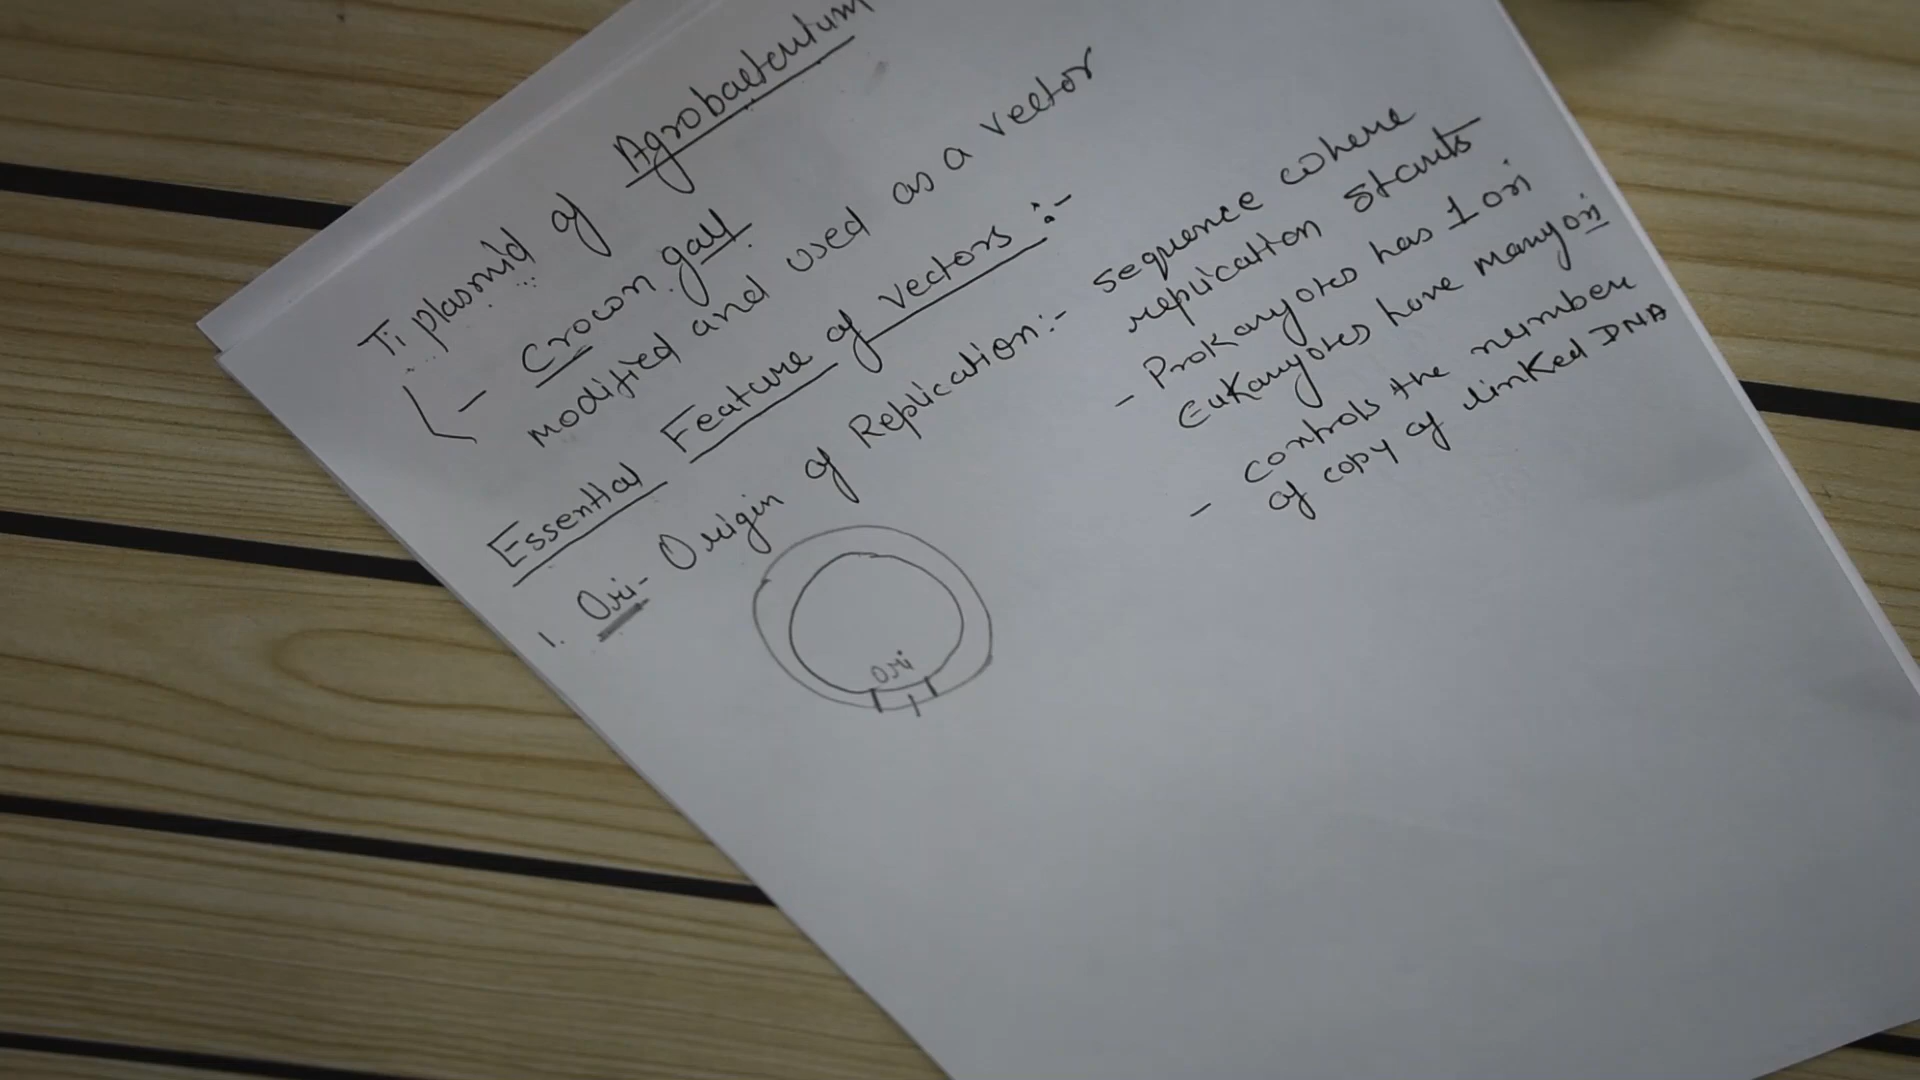 Ti plasmid of Agrobacterium
- Crown gall
modified and used as a vector
Essential Feature of vectors :-
1. Ori- Origin of Replication:- sequence where
replication starts
- Prokaryotes has 1 ori
Eukaryotes have many ori
- controls the number
of copy of linked DNA
ori